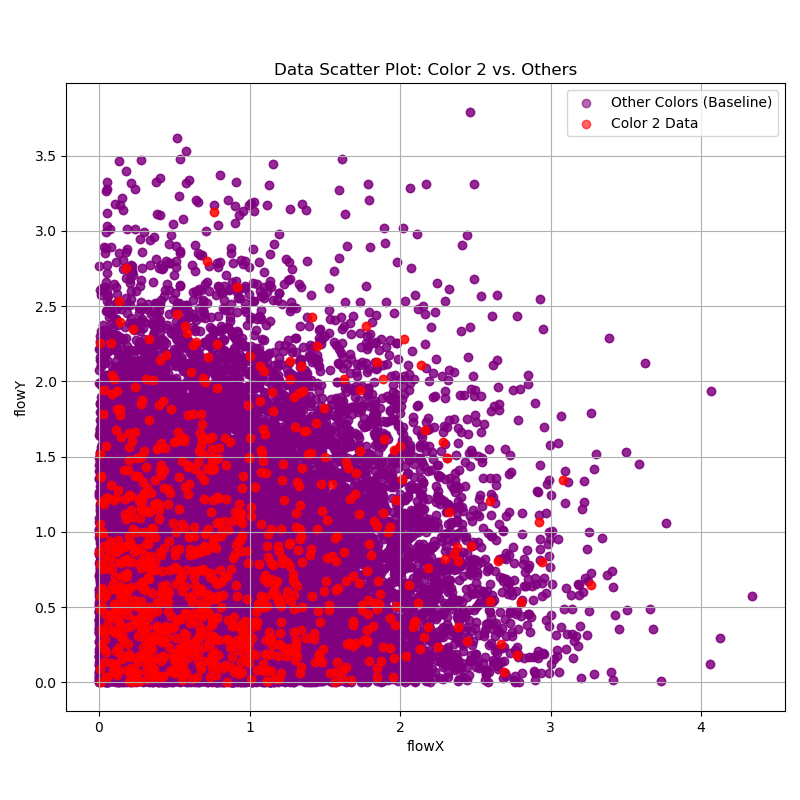 Data Scatter Plot: Color 2 vs. Others
Other Colors (Baseline)
Color 2 Data
flowY
3.5
3.0
2.5
2.0
1.5
1.0
0.5
0.0
0 1 2 3 4
flowX